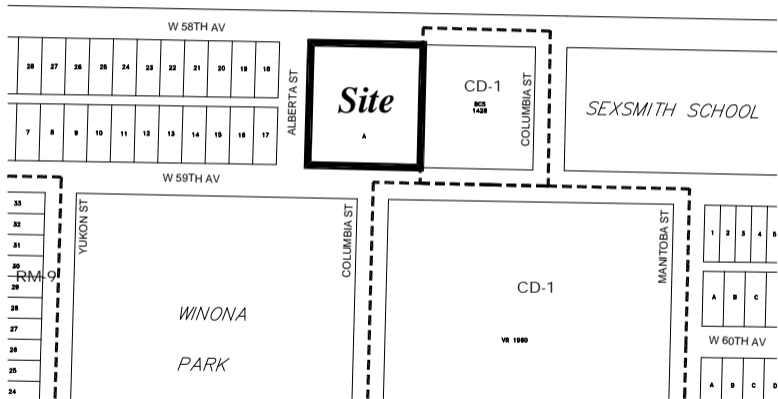 W 58TH AV
28 27 26 25 24 23 22 21 20 19 18
ALBERTA ST
Site
A
CD-1
BCS
1428
COLUMBIA ST
SEXSMITH SCHOOL
7 8 9 10 11 12 13 14 15 16 17
W 59TH AV
33
32
31
30
RM-9
29
28
27
26
25
24
YUKON ST
WINONA
PARK
COLUMBIA ST
CD-1
VR 1980
MANITOBA ST
1 2 3 4 5
A B C
W 60TH AV
A B C D